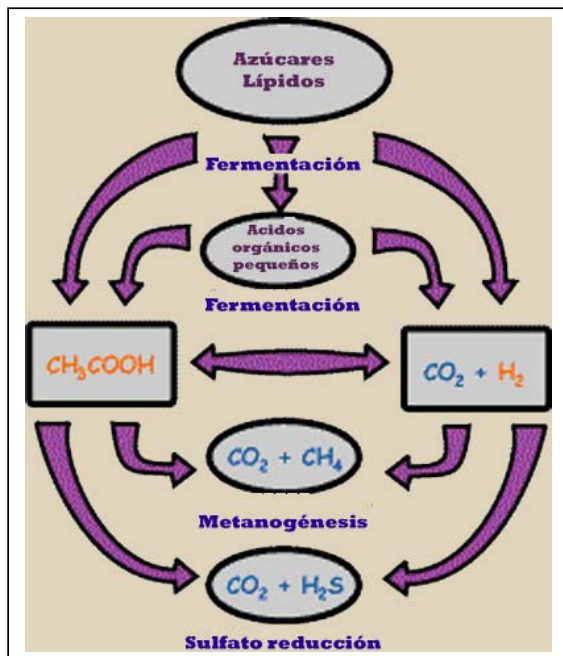 Azúcares
Lípidos
Fermentación
Acidos
orgánicos
pequeños
Fermentación
CH₃COOH
CO₂ + H₂
CO₂ + CH₄
Metanogénesis
CO₂ + H₂S
Sulfato reducción